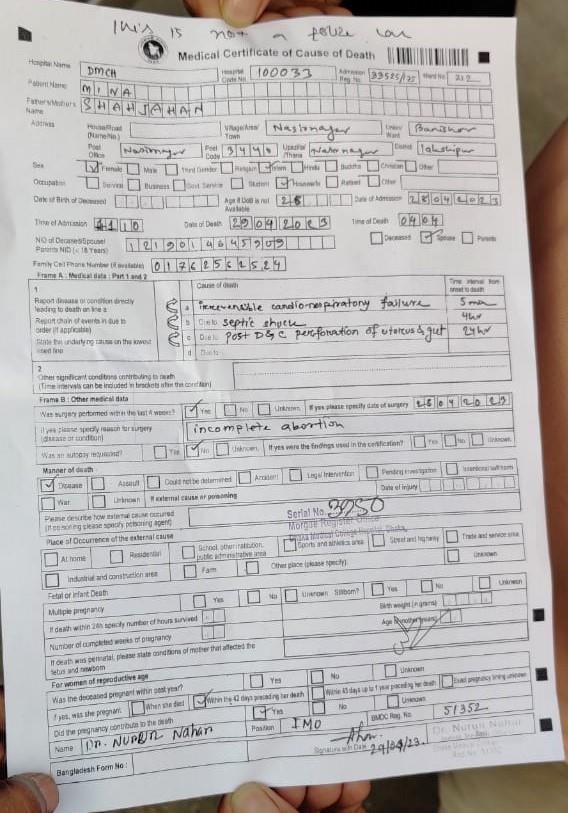 This is not a police case
Medical Certificate of Cause of Death
Hospital Name DMCH Hospital Code No 100033 Admission Reg. No 33525/175 Ward No 212
Patient Name MINA
Father's/Mother's Name SHAHJAHAN
Address House/Road (Name/No.) Village/Area/Town Union/Ward
Post Office Post Code Upazila/Thana District
Sex Female Male Third Gender Religion Islam Hindu Buddha Christian Other
Occupation Service Business Govt. Service Student Housewife Retired Other
Date of Birth of Deceased Age if DoB is not Available 28 Date of Admission 28 04 2023
Time of Admission Date of Death 29 04 2023 Time of Death 04 04
NID of Deceased/Spouse/ Parents NID (< 18 Years) Deceased Spouse Parents
Family Cell Phone Number (if available)
Frame A : Medical data : Part 1 and 2
1 Cause of death Time interval from onset to death
Report disease or condition directly leading to death on line a
a irreversible cardio-respiratory failure 5 min
Report chain of events in due to order (if applicable)
b Due to septic shock 4hr
State the underlying cause on the lowest used line
c Due to post D & C perforation of uterus & gut 24 hr
d Due to
2
Other significant conditions contributing to death
(Time intervals can be included in brackets after the condition)
Frame B : Other medical data
Was surgery performed within the last 4 weeks? Yes No Unknown If yes please specify date of surgery 28 04 2023
If yes please specify reason for surgery (disease or condition) incomplete abortion
Was an autopsy requested? Yes No Unknown If yes were the findings used in the certification? Yes No Unknown
Manner of death
Disease Assault Could not be determined Accident Legal Intervention Pending investigation Intentional self harm
War Unknown If external cause or poisoning Date of injury
Please describe how external cause occured (If poisoning please specify poisoning agent)
Serial No. 3950
Morgue Register Office
Dhaka Medical College Hospital, Dhaka.
Place of Occurrence of the external cause
At home Residential School, other institution, public administrative area Sports and athletics area Street and highway Trade and service area
Industrial and construction area Farm Other place (please specify) Unknown
Fetal or infant Death
Multiple pregnancy Yes No Unknown Stillborn? Yes No Unknown
If death within 24h specify number of hours survived Birth weight (in grams)
Number of completed weeks of pregnancy Age of mother (years)
If death was perinatal, please state conditions of mother that affected the fetus and newborn
For women of reproductive age
Was the deceased pregnant within past year? Yes No Unknown
If yes, was she pregnant When she died Within the 42 days preceding her death Within 43 days up to 1 year preceding her death Exact pregnancy timing unknown
Did the pregnancy contribute to the death Yes No Unknown
Name Dr. Nurun Nahar Position IMO BMDC Reg. No. 51352
Signature with Date 29/04/23.
Dr. Nurun Nahar
Bangladesh Form No :